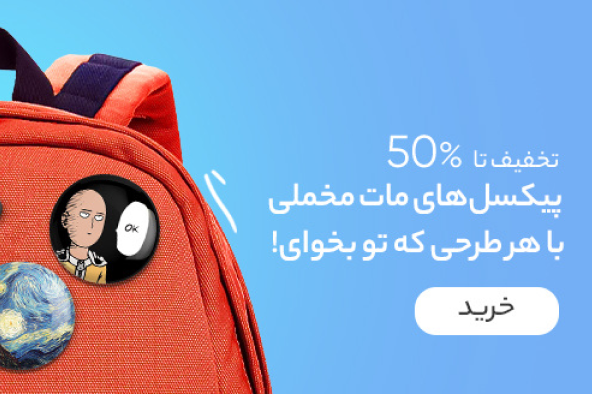 تخفیف تا 50%
پیکسل‌های مات مخملی
با هر طرحی که تو بخوای!
خرید
OK